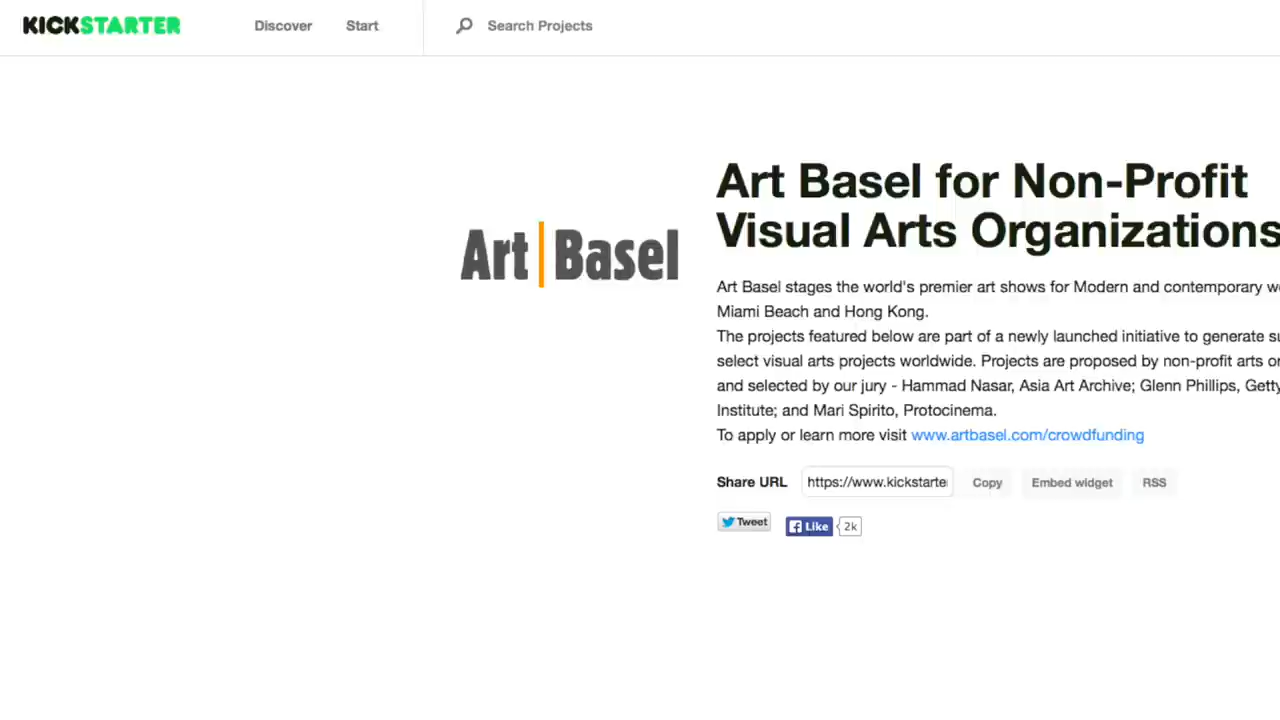 KICKSTARTER Discover Start Search Projects
Art Basel for Non-Profit
Visual Arts Organizations
Art Basel
Art Basel stages the world's premier art shows for Modern and contemporary
Miami Beach and Hong Kong.
The projects featured below are part of a newly launched initiative to generate
select visual arts projects worldwide. Projects are proposed by non-profit arts
and selected by our jury - Hammad Nasar, Asia Art Archive; Glenn Phillips, Getty
Institute; and Mari Spirito, Protocinema.
To apply or learn more visit www.artbasel.com/crowdfunding
Share URL https://www.kickstarte Copy Embed widget RSS
Tweet Like 2k